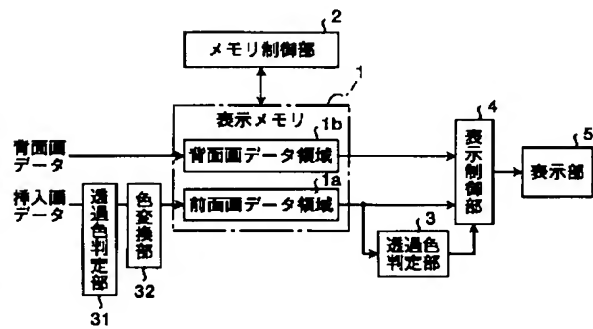 2
メモリ制御部
1
表示メモリ
1b
背面画データ領域
1a
前面画データ領域
背面画
データ
挿入画
データ
透過色判定部
31
色変換部
32
3
透過色
判定部
4
表示制御部
5
表示部